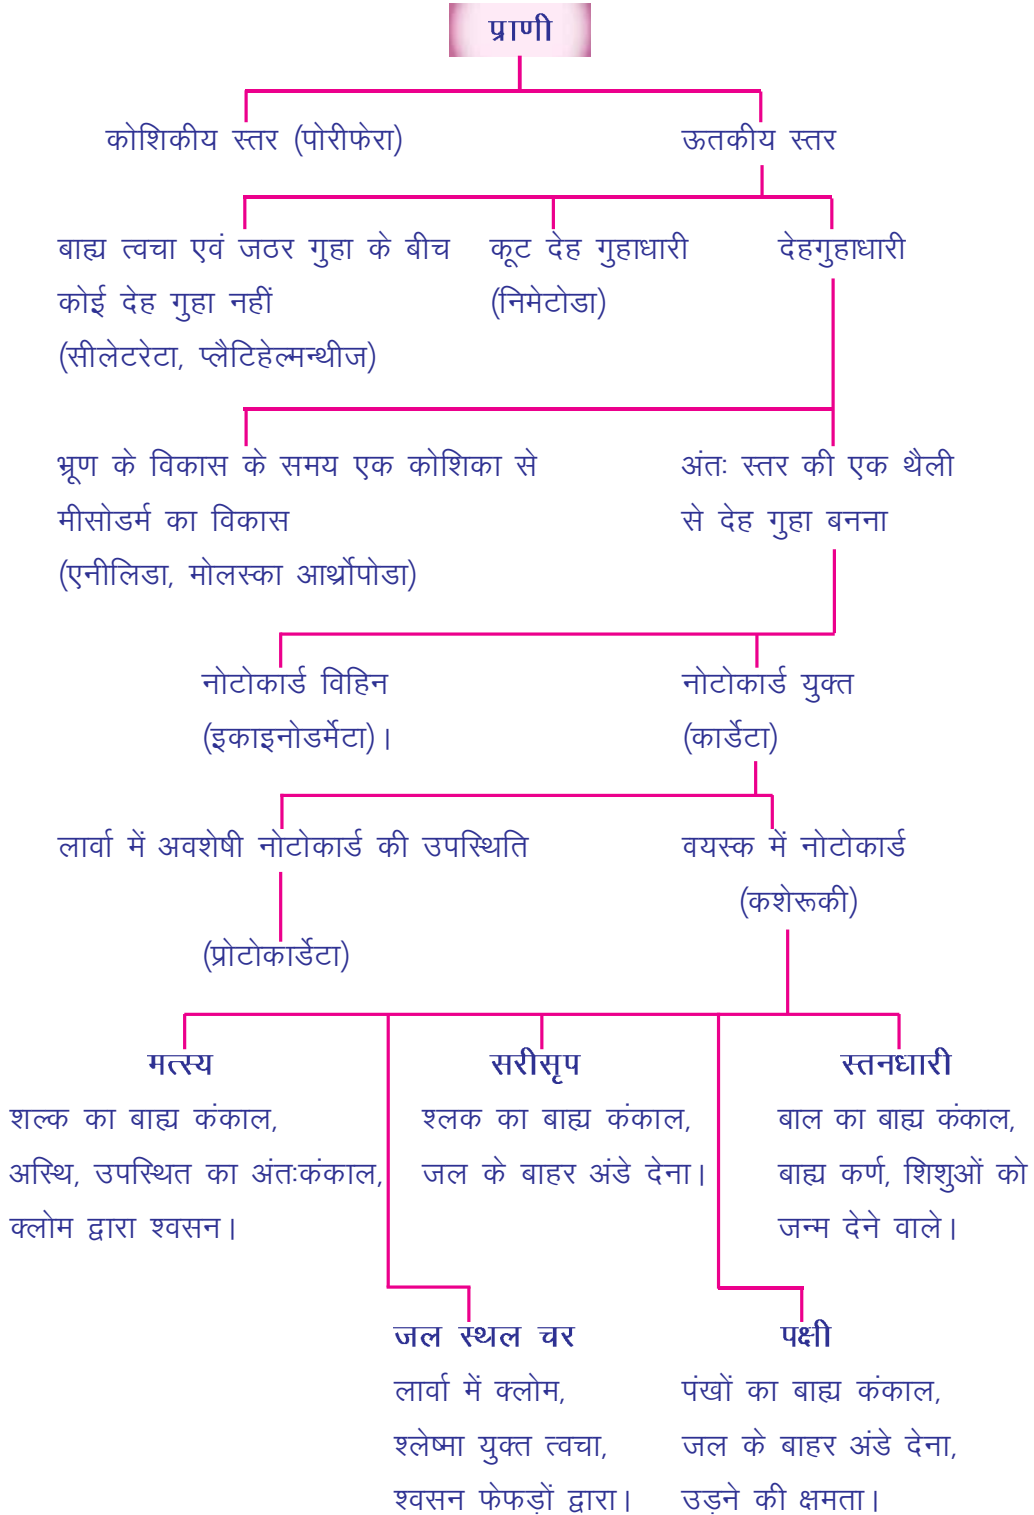 प्राणी
कोशिकीय स्तर (पोरीफेरा)
ऊतकीय स्तर
बाह्य त्वचा एवं जठर गुहा के बीच
कोई देह गुहा नहीं
(सीलेटरेटा, प्लैटिहेल्मन्थीज)
कूट देह गुहाधारी
(निमेटोडा)
देहगुहाधारी
भ्रूण के विकास के समय एक कोशिका से
मीसोडर्म का विकास
(एनीलिडा, मोलस्का आर्थ्रोपोडा)
अंतः स्तर की एक थैली
से देह गुहा बनना
नोटोकार्ड विहिन
(इकाइनोडर्मेटा)।
नोटोकार्ड युक्त
(कार्डेटा)
लार्वा में अवशेषी नोटोकार्ड की उपस्थिति
(प्रोटोकार्डेटा)
वयस्क में नोटोकार्ड
(कशेरूकी)
मत्स्य
शल्क का बाह्य कंकाल,
अस्थि, उपस्थित का अंतःकंकाल,
क्लोम द्वारा श्वसन।
सरीसृप
श्लक का बाह्य कंकाल,
जल के बाहर अंडे देना।
स्तनधारी
बाल का बाह्य कंकाल,
बाह्य कर्ण, शिशुओं को
जन्म देने वाले।
जल स्थल चर
लार्वा में क्लोम,
श्लेष्मा युक्त त्वचा,
श्वसन फेफड़ों द्वारा।
पक्षी
पंखों का बाह्य कंकाल,
जल के बाहर अंडे देना,
उड़ने की क्षमता।